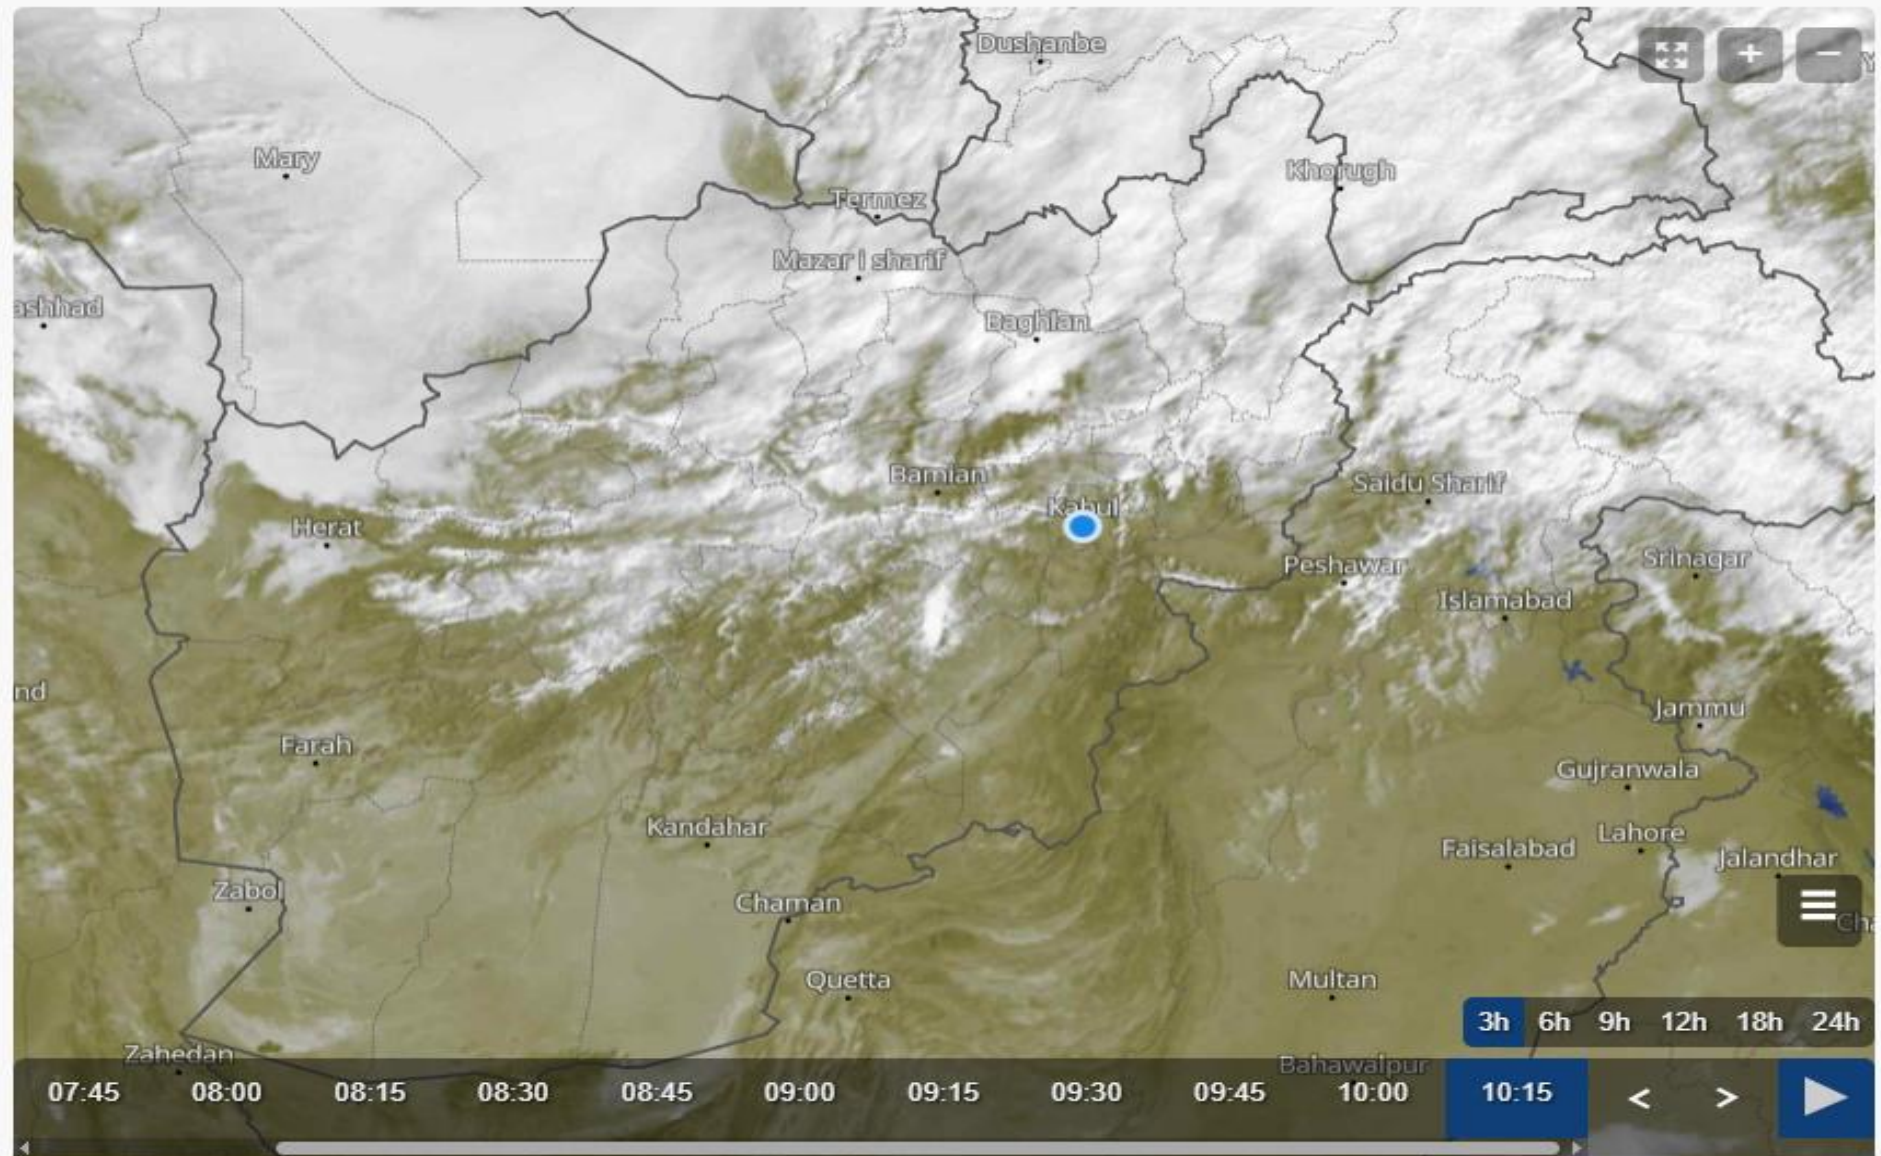 Dushanbe
+
−
Y
Mary
Khorugh
Termez
Mazar I sharif
ashhad
Baghlan
Bamian
Saidu Sharif
Kabul
Herat
Srinagar
Peshawar
Islamabad
nd
Jammu
Farah
Gujranwala
Kandahar
Lahore
Faisalabad
Jalandhar
Zabol
Chaman
Cha
Quetta
Multan
3h 6h 9h 12h 18h 24h
Zahedan
Bahawalpur
07:45 08:00 08:15 08:30 08:45 09:00 09:15 09:30 09:45 10:00 10:15 < >